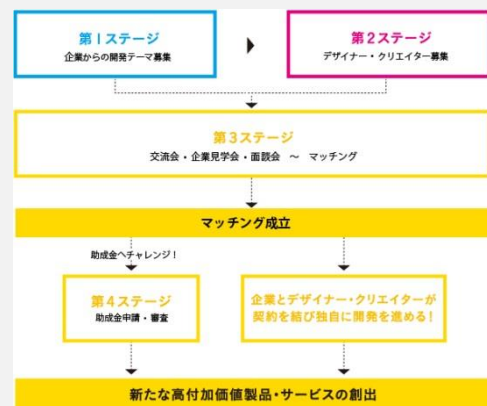 第1ステージ
企業からの開発テーマ募集
第2ステージ
デザイナー・クリエイター募集
第3ステージ
交流会・企業見学会・面談会 ～ マッチング
マッチング成立
助成金へチャレンジ！
第4ステージ
助成金申請・審査
企業とデザイナー・クリエイターが
契約を結び独自に開発を進める！
新たな高付加価値製品・サービスの創出